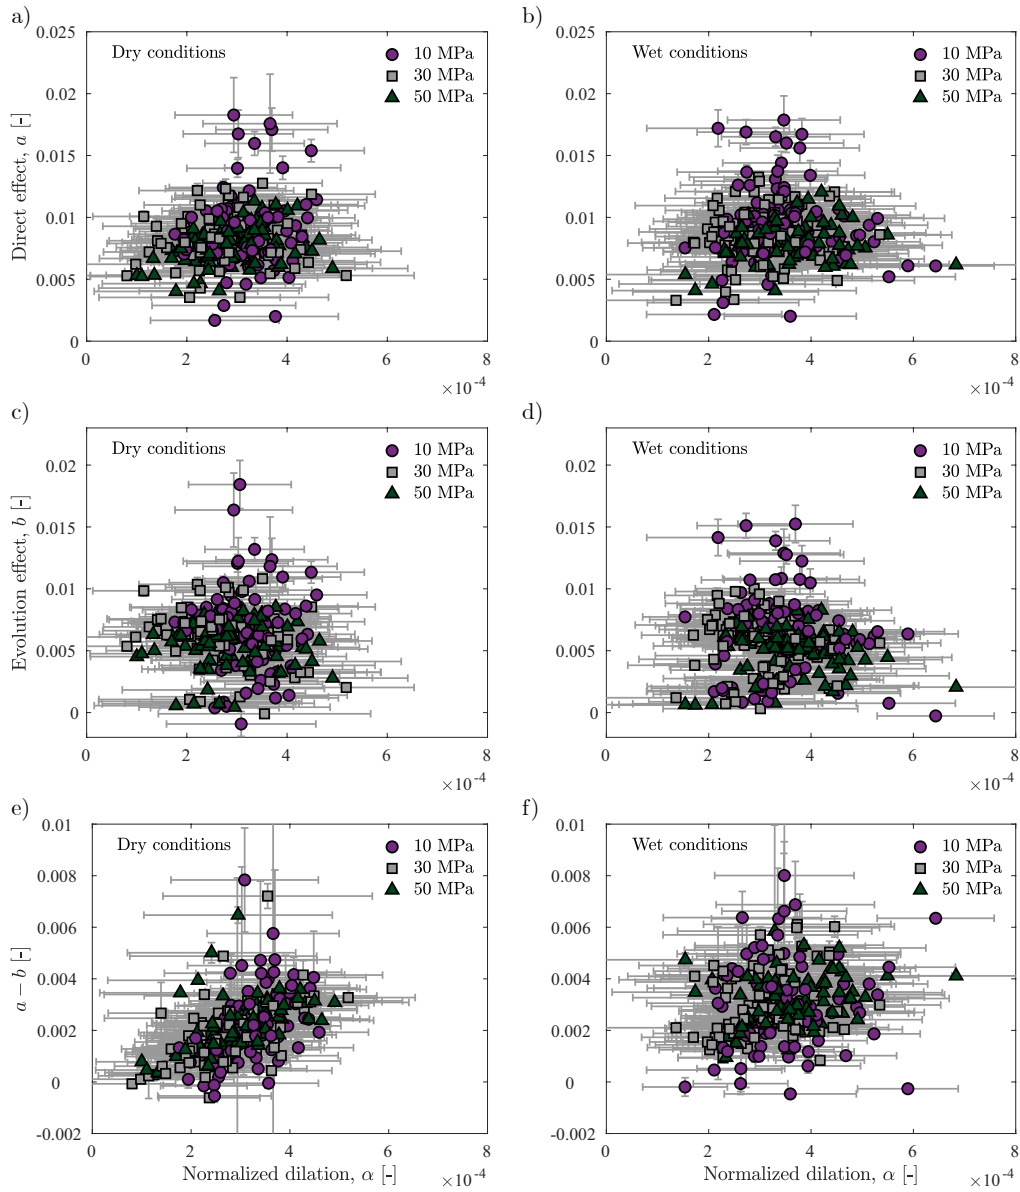 a)
b)
0.025
0.02
0.015
0.01
0.005
0
Direct effect, a [-]
Dry conditions
10 MPa
30 MPa
50 MPa
0
2
4
6
8
×10-4
Wet conditions
10 MPa
30 MPa
50 MPa
0.025
0.02
0.015
0.01
0.005
0
0
2
4
6
8
×10-4
c)
d)
0.02
0.015
0.01
0.005
0
Evolution effect, b [-]
Dry conditions
10 MPa
30 MPa
50 MPa
0
2
4
6
8
×10-4
Wet conditions
10 MPa
30 MPa
50 MPa
0.02
0.015
0.01
0.005
0
0
2
4
6
8
×10-4
e)
f)
0.01
0.008
0.006
0.004
0.002
0
-0.002
a − b [-]
Dry conditions
10 MPa
30 MPa
50 MPa
0
2
4
6
8
Normalized dilation, α [-]
×10-4
Wet conditions
10 MPa
30 MPa
50 MPa
0.01
0.008
0.006
0.004
0.002
0
-0.002
0
2
4
6
8
Normalized dilation, α [-]
×10-4